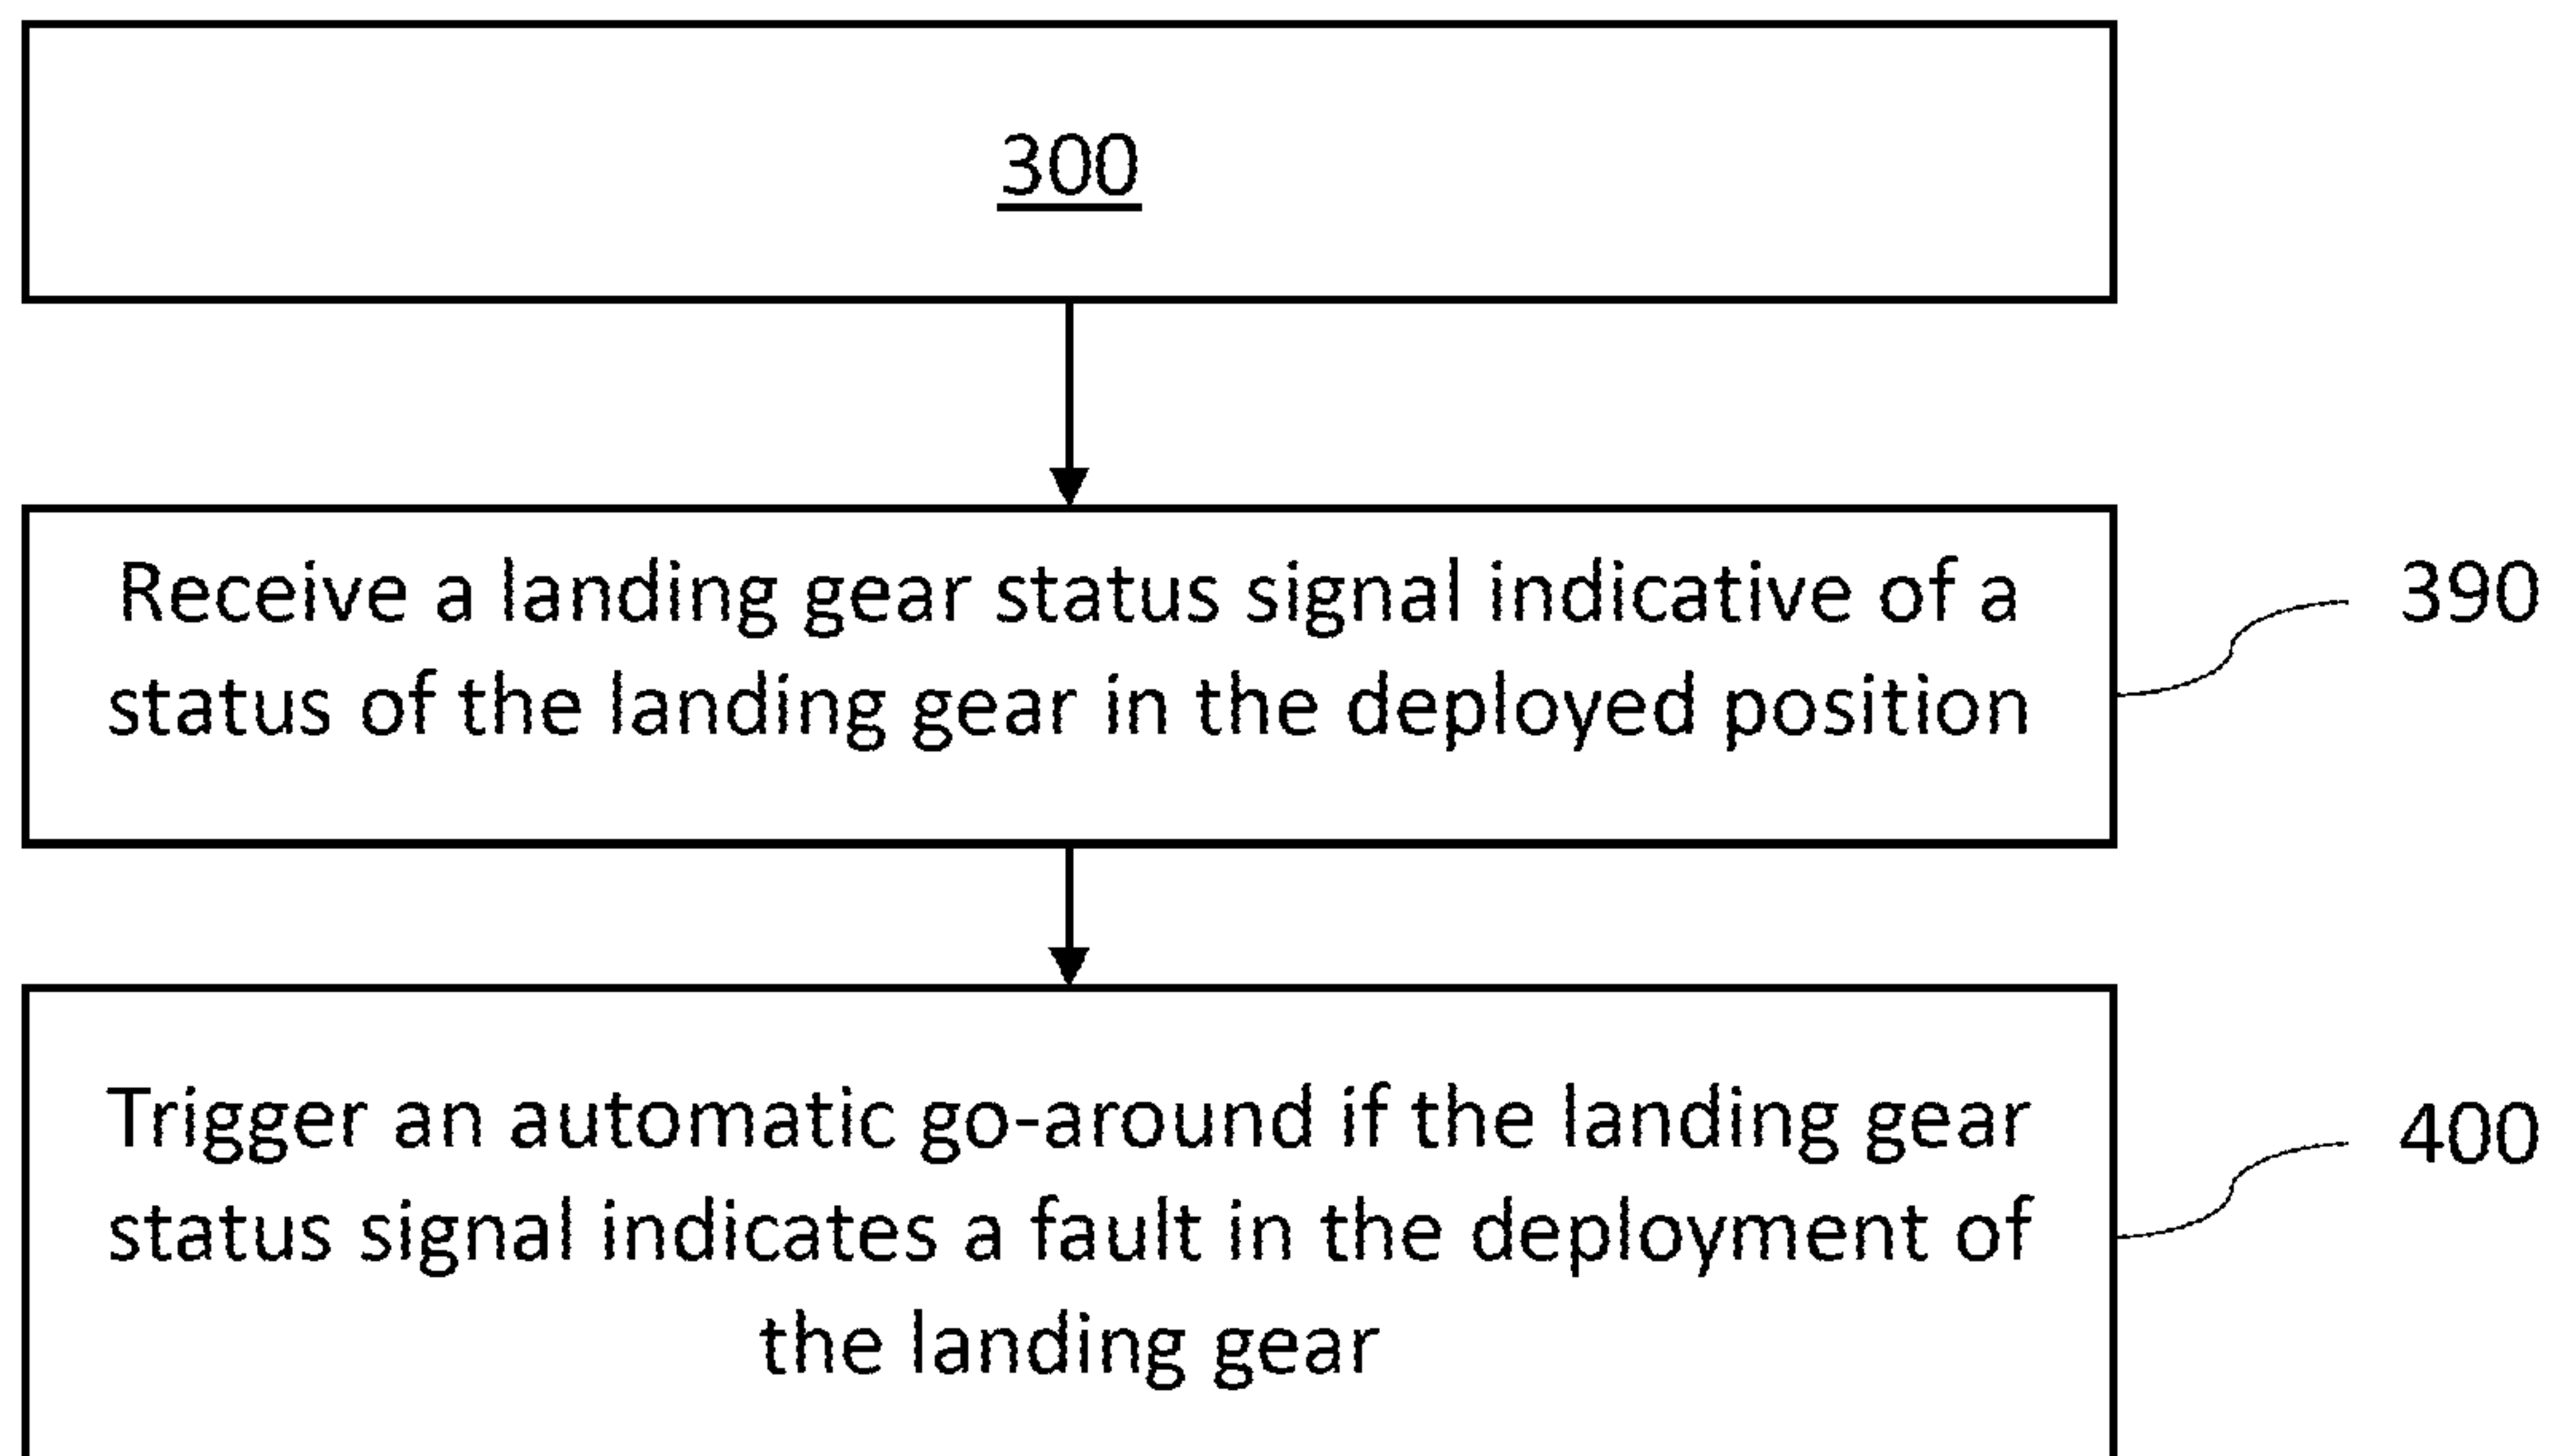 300
Receive a landing gear status signal indicative of a
status of the landing gear in the deployed position
390
Trigger an automatic go-around if the landing gear
status signal indicates a fault in the deployment of
the landing gear
400